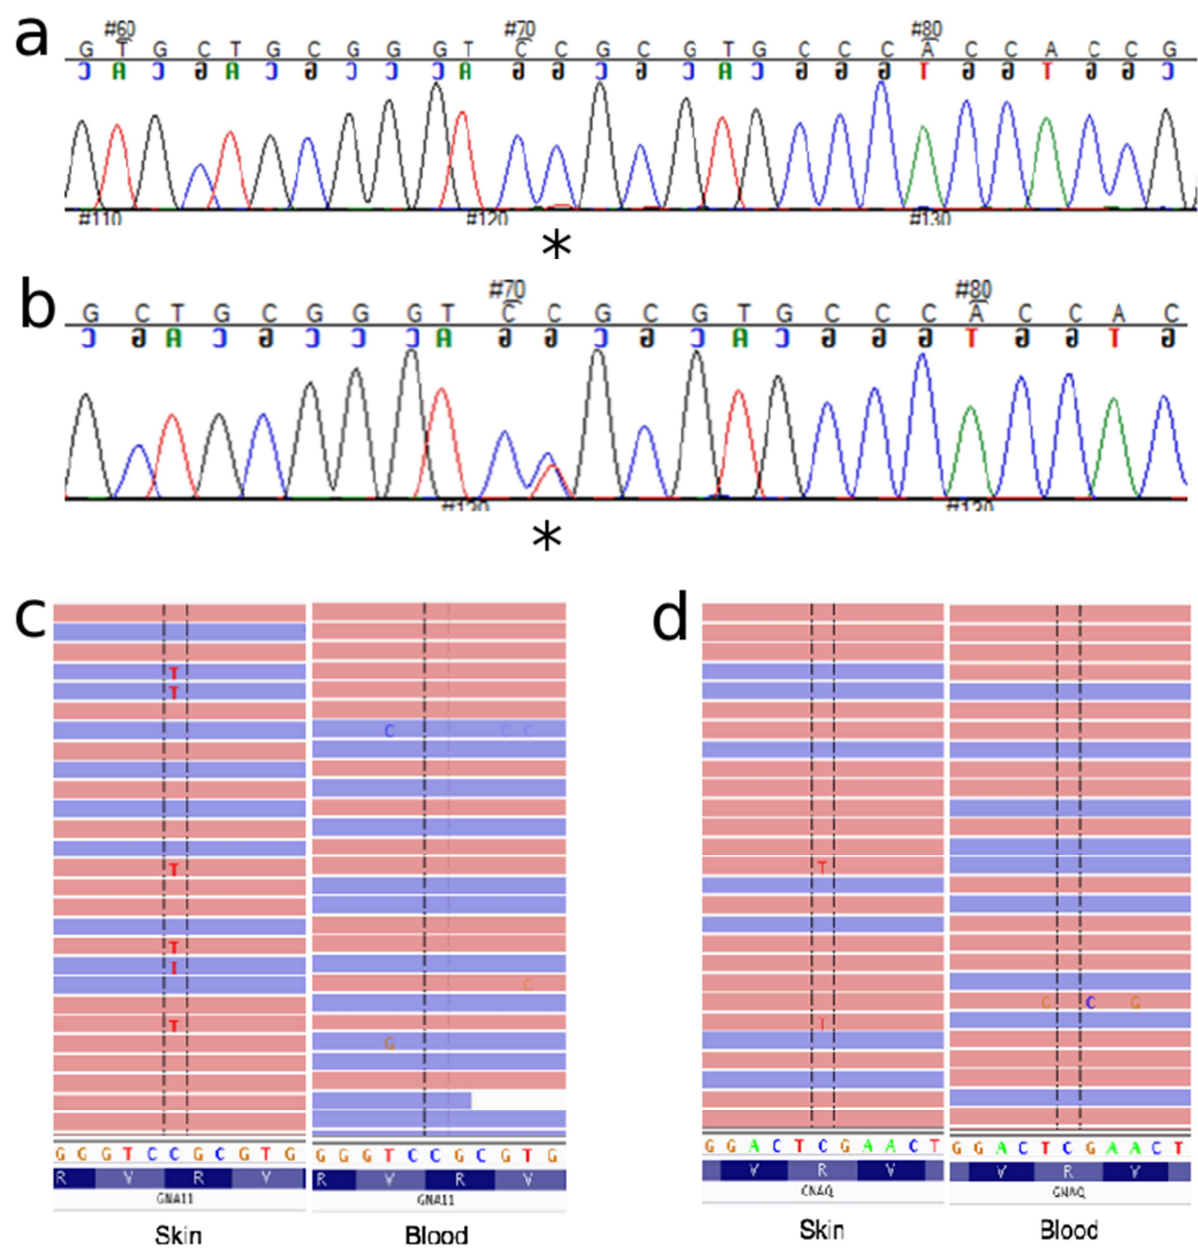 a
#60 #70 #80
G T G C T G C G G G T C C G C G T G C C C A C C A C C G
C A C G A C G C C C A G G C G C A C G G G T G G T G G C
#110 #120 #130
*
b
#70 #80
G C T G C G G G T C C G C G T G C C C A C C A C
C G A C G C C C A G G C G C A C G G G T G G T G
*
c d
T
T
C
T T
T
T
G C G
T T
G
G G G T C C G C G T G G G G T C C G C G T G G G A C T C G A A C T G G A C T C G A A C T
R V R V R V R V V R V V R V
GNA11 GNA11 GNAQ GNAQ
Skin Blood Skin Blood